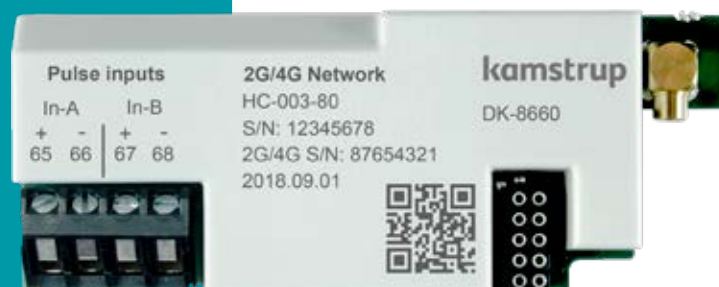 Pulse inputs
In-A In-B
+ - + -
65 66 67 68
2G/4G Network
HC-003-80
S/N: 12345678
2G/4G S/N: 87654321
2018.09.01
kamstrup
DK-8660